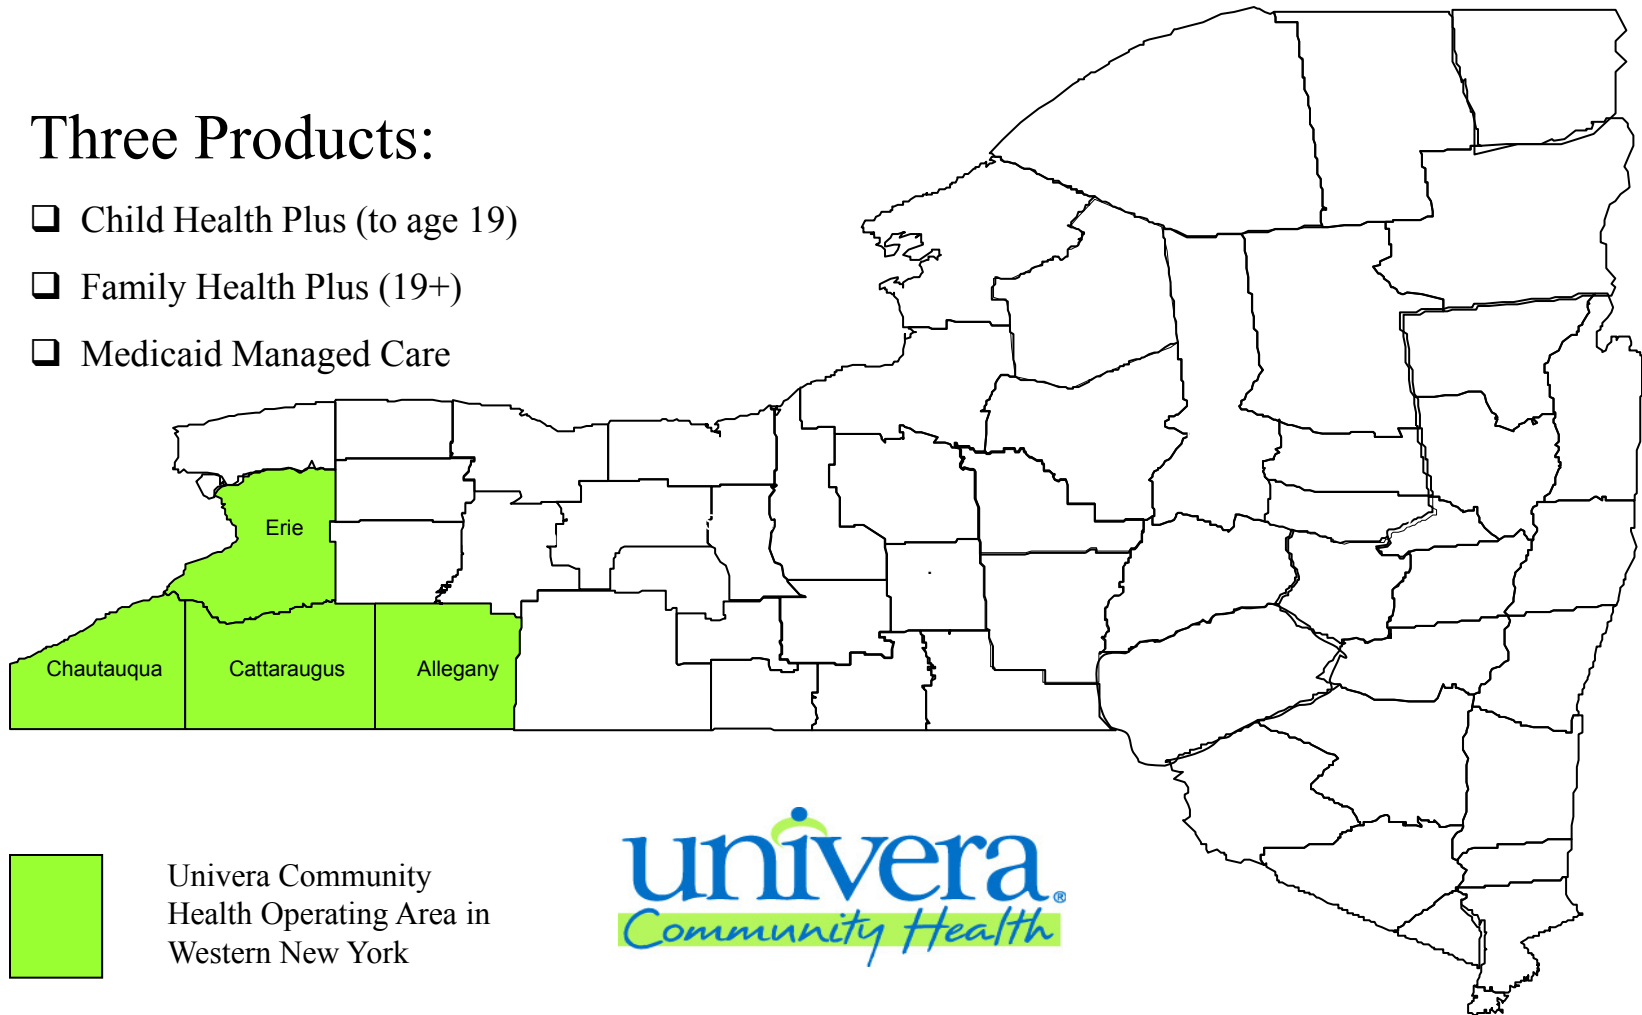 Three Products:
❑ Child Health Plus (to age 19)
❑ Family Health Plus (19+)
❑ Medicaid Managed Care
Erie
Chautauqua
Cattaraugus
Allegany
Univera Community
Health Operating Area in
Western New York
univera®
Community Health